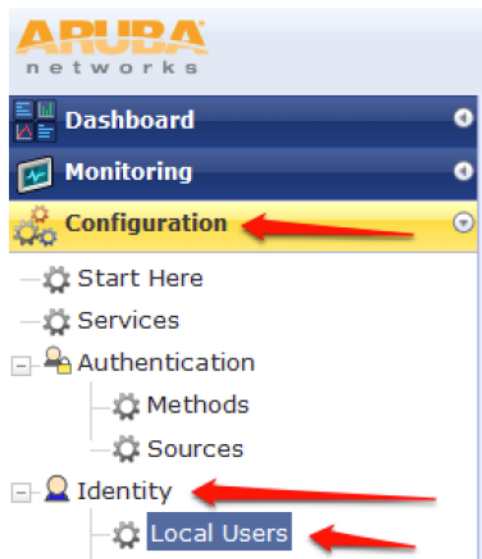 ARUBA
networks
Dashboard
Monitoring
Configuration
Start Here
Services
Authentication
Methods
Sources
Identity
Local Users